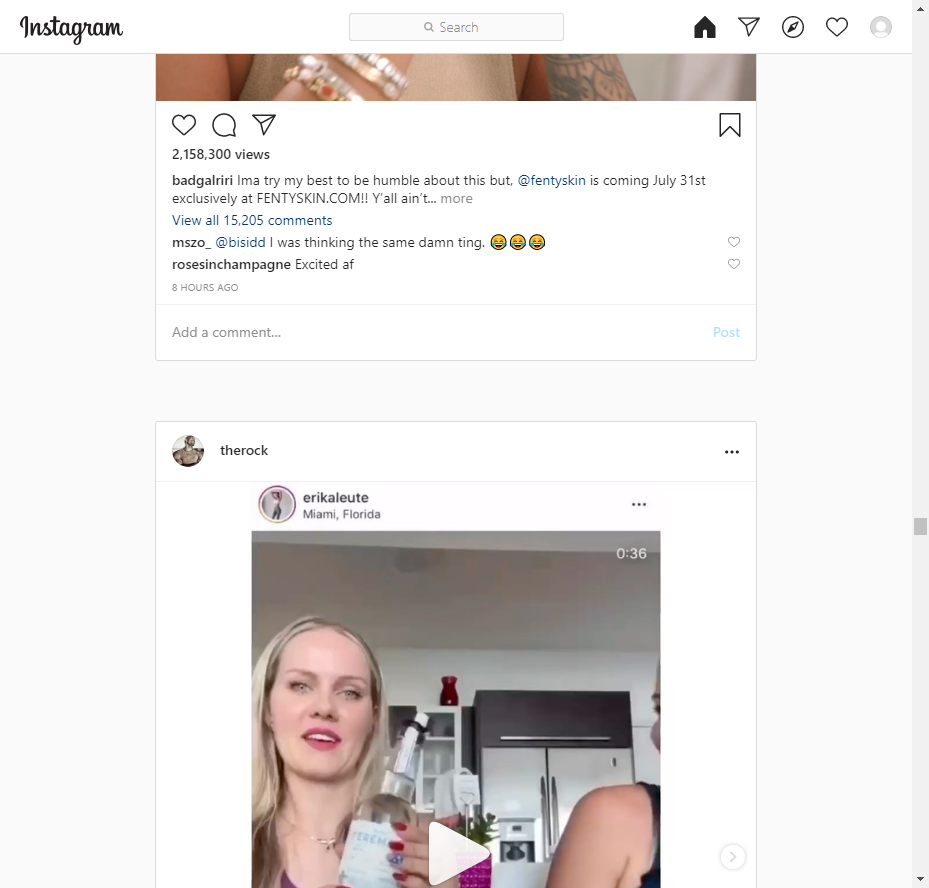 Instagram
Search
2,158,300 views
badgalriri Ima try my best to be humble about this but, @fentyskin is coming July 31st
exclusively at FENTYSKIN.COM!! Y'all ain't... more
View all 15,205 comments
mszo_ @bisidd I was thinking the same damn ting. 😂😂😂
rosesinchampagne Excited af
8 HOURS AGO
Add a comment...
Post
therock
erikaleute
Miami, Florida
0:36